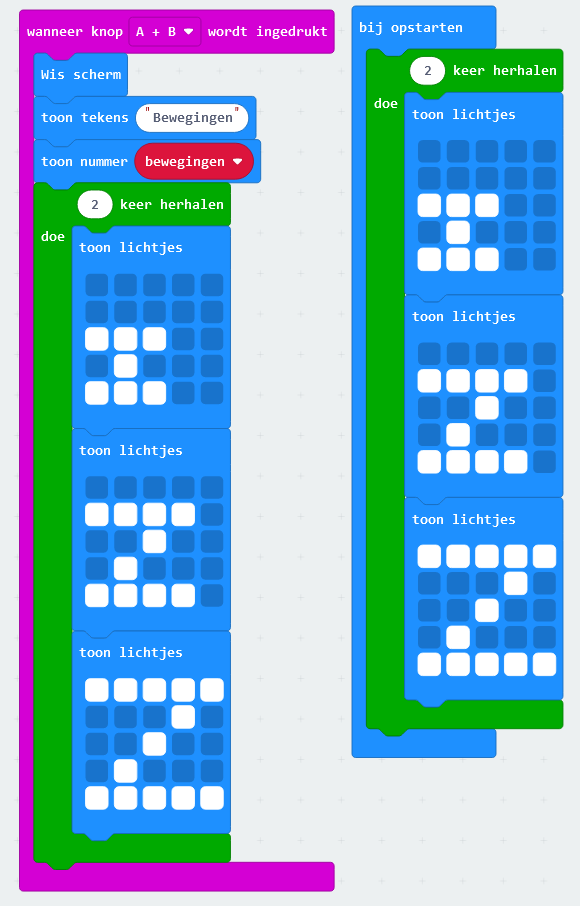 wanneer knop A + B wordt ingedrukt
Wis scherm
toon tekens "Bewegingen"
toon nummer bewegingen
2 keer herhalen
doe
toon lichtjes
toon lichtjes
toon lichtjes
bij opstarten
2 keer herhalen
doe
toon lichtjes
toon lichtjes
toon lichtjes